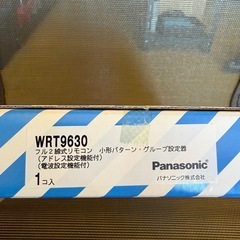 WRT9630
フル2線式リモコン 小形パターン・グループ設定器
(アドレス設定機能付)
(電波設定機能付)
1コ入
Panasonic
パナソニック株式会社